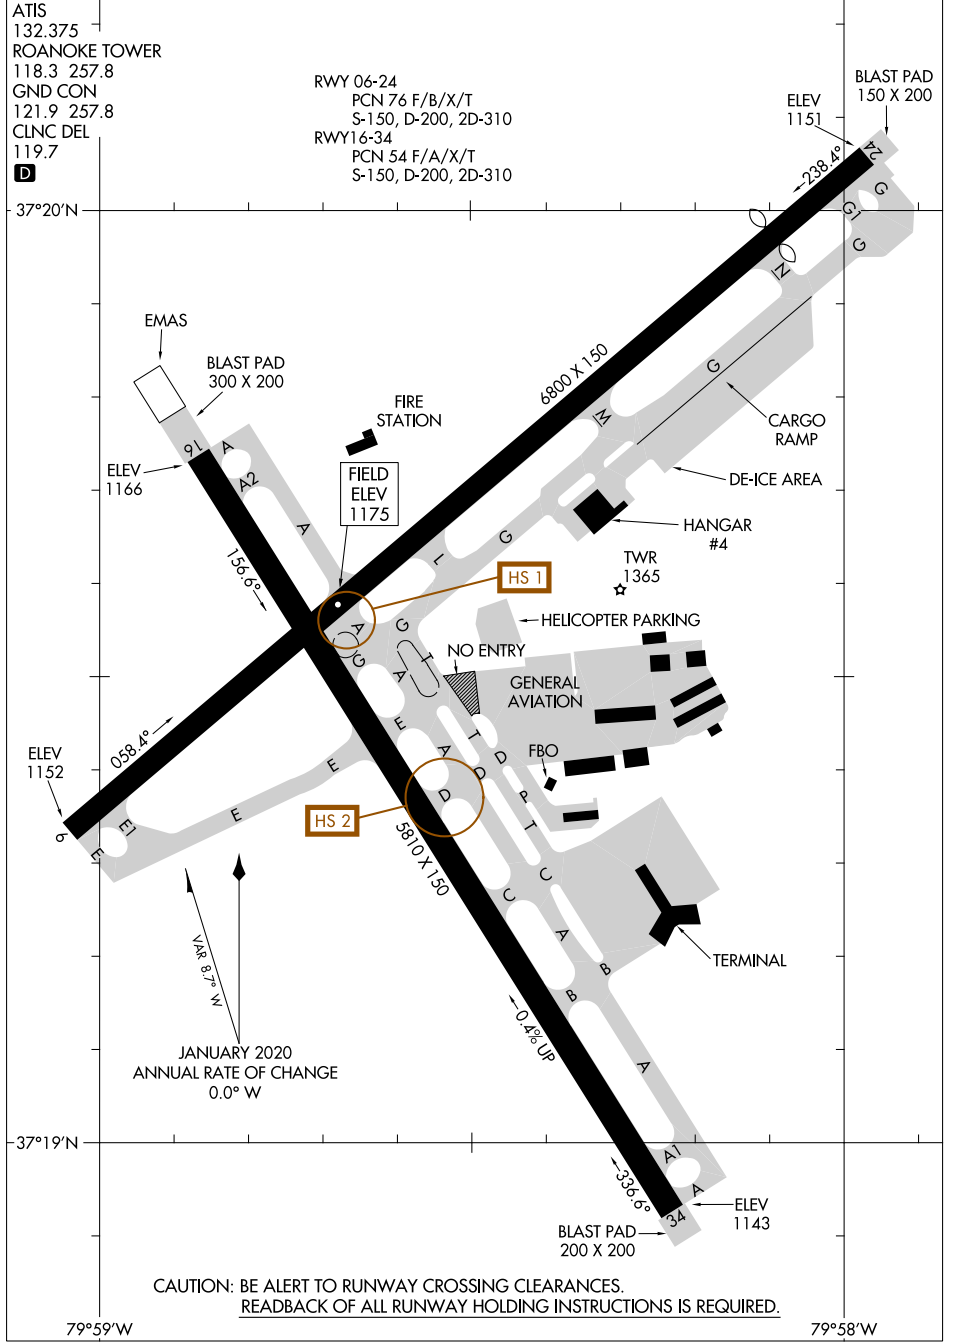 ATIS
132.375
ROANOKE TOWER
118.3 257.8
GND CON
121.9 257.8
CLNC DEL
119.7
D
RWY 06-24
PCN 76 F/B/X/T
S-150, D-200, 2D-310
RWY16-34
PCN 54 F/A/X/T
S-150, D-200, 2D-310
BLAST PAD
150 X 200
ELEV
1151
24
238.4°
G
G1
G
37°20'N
N
EMAS
BLAST PAD
300 X 200
6800 X 150
G
FIRE
STATION
M
CARGO
RAMP
16
A
ELEV
1166
A2
FIELD
ELEV
1175
DE-ICE AREA
A
HANGAR
#4
G
L
TWR
1365
156.6°
HS 1
A
G
HELICOPTER PARKING
G
T
NO ENTRY
A
GENERAL
AVIATION
058.4°
E
A
T
D
ELEV
1152
E
FBO
D
D
P
HS 2
6
E1
E
T
5810 X 150
E
C
C
VAR 8.7° W
A
B
TERMINAL
B
0.4% UP
JANUARY 2020
ANNUAL RATE OF CHANGE
0.0° W
A
37°19'N
A1
A
336.6°
34
ELEV
1143
BLAST PAD
200 X 200
CAUTION: BE ALERT TO RUNWAY CROSSING CLEARANCES.
READBACK OF ALL RUNWAY HOLDING INSTRUCTIONS IS REQUIRED.
79°59'W
79°58'W